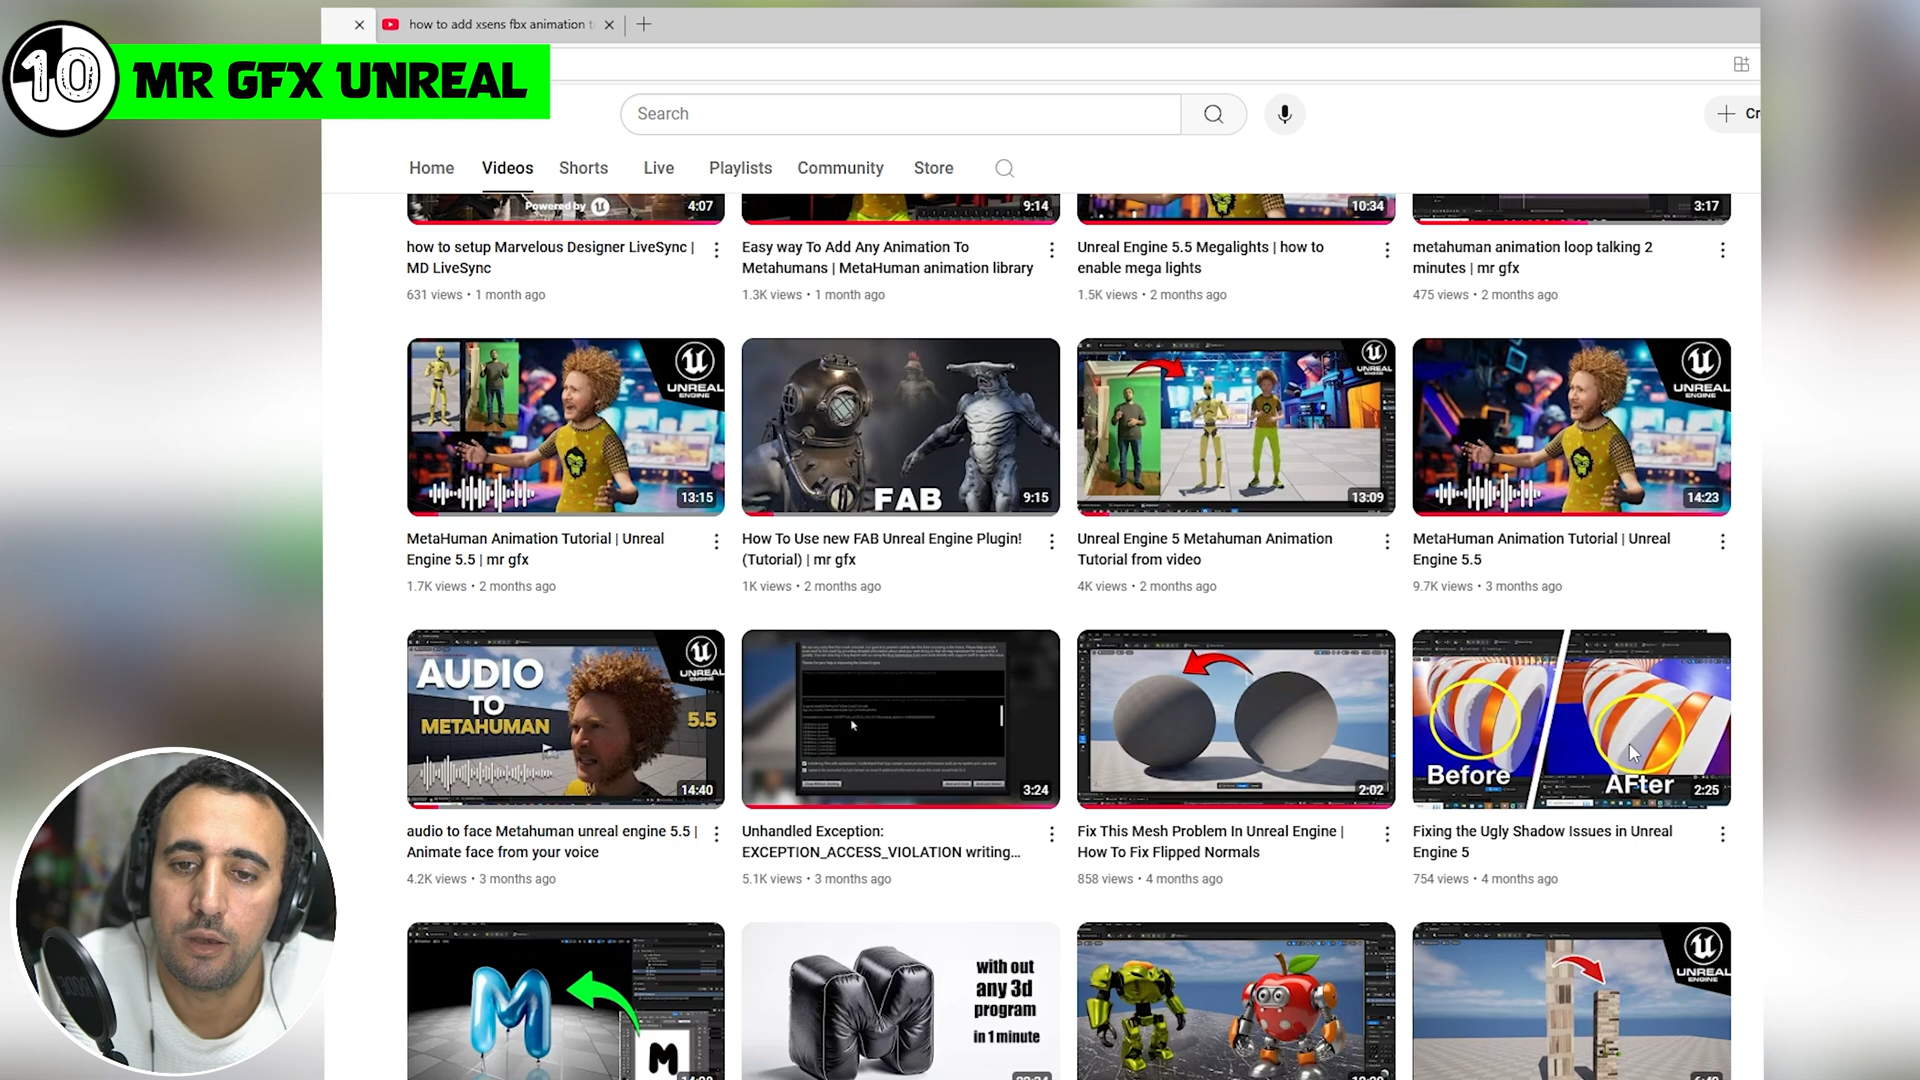 how to add xsens fbx animation t
10
MR GFX UNREAL
Search
Cr
Home
Videos
Shorts
Live
Playlists
Community
Store
Powered by
4:07
9:14
10:34
3:17
how to setup Marvelous Designer LiveSync |
MD LiveSync
631 views • 1 month ago
Easy way To Add Any Animation To
Metahumans | MetaHuman animation library
1.3K views • 1 month ago
Unreal Engine 5.5 Megalights | how to
enable mega lights
1.5K views • 2 months ago
metahuman animation loop talking 2
minutes | mr gfx
475 views • 2 months ago
UNREAL
ENGINE
13:15
FAB
9:15
UNREAL
ENGINE
13:09
UNREAL
ENGINE
14:23
MetaHuman Animation Tutorial | Unreal
Engine 5.5 | mr gfx
1.7K views • 2 months ago
How To Use new FAB Unreal Engine Plugin!
(Tutorial) | mr gfx
1K views • 2 months ago
Unreal Engine 5 Metahuman Animation
Tutorial from video
4K views • 2 months ago
MetaHuman Animation Tutorial | Unreal
Engine 5.5
9.7K views • 3 months ago
AUDIO
TO
METAHUMAN
UNREAL
ENGINE
5.5
14:40
3:24
2:02
Before
AFter
2:25
audio to face Metahuman unreal engine 5.5 |
Animate face from your voice
4.2K views • 3 months ago
Unhandled Exception:
EXCEPTION_ACCESS_VIOLATION writing...
5.1K views • 3 months ago
Fix This Mesh Problem In Unreal Engine |
How To Fix Flipped Normals
858 views • 4 months ago
Fixing the Ugly Shadow Issues in Unreal
Engine 5
754 views • 4 months ago
M
M
M
with out
any 3d
program
in 1 minute
UNREAL
ENGINE
RODE